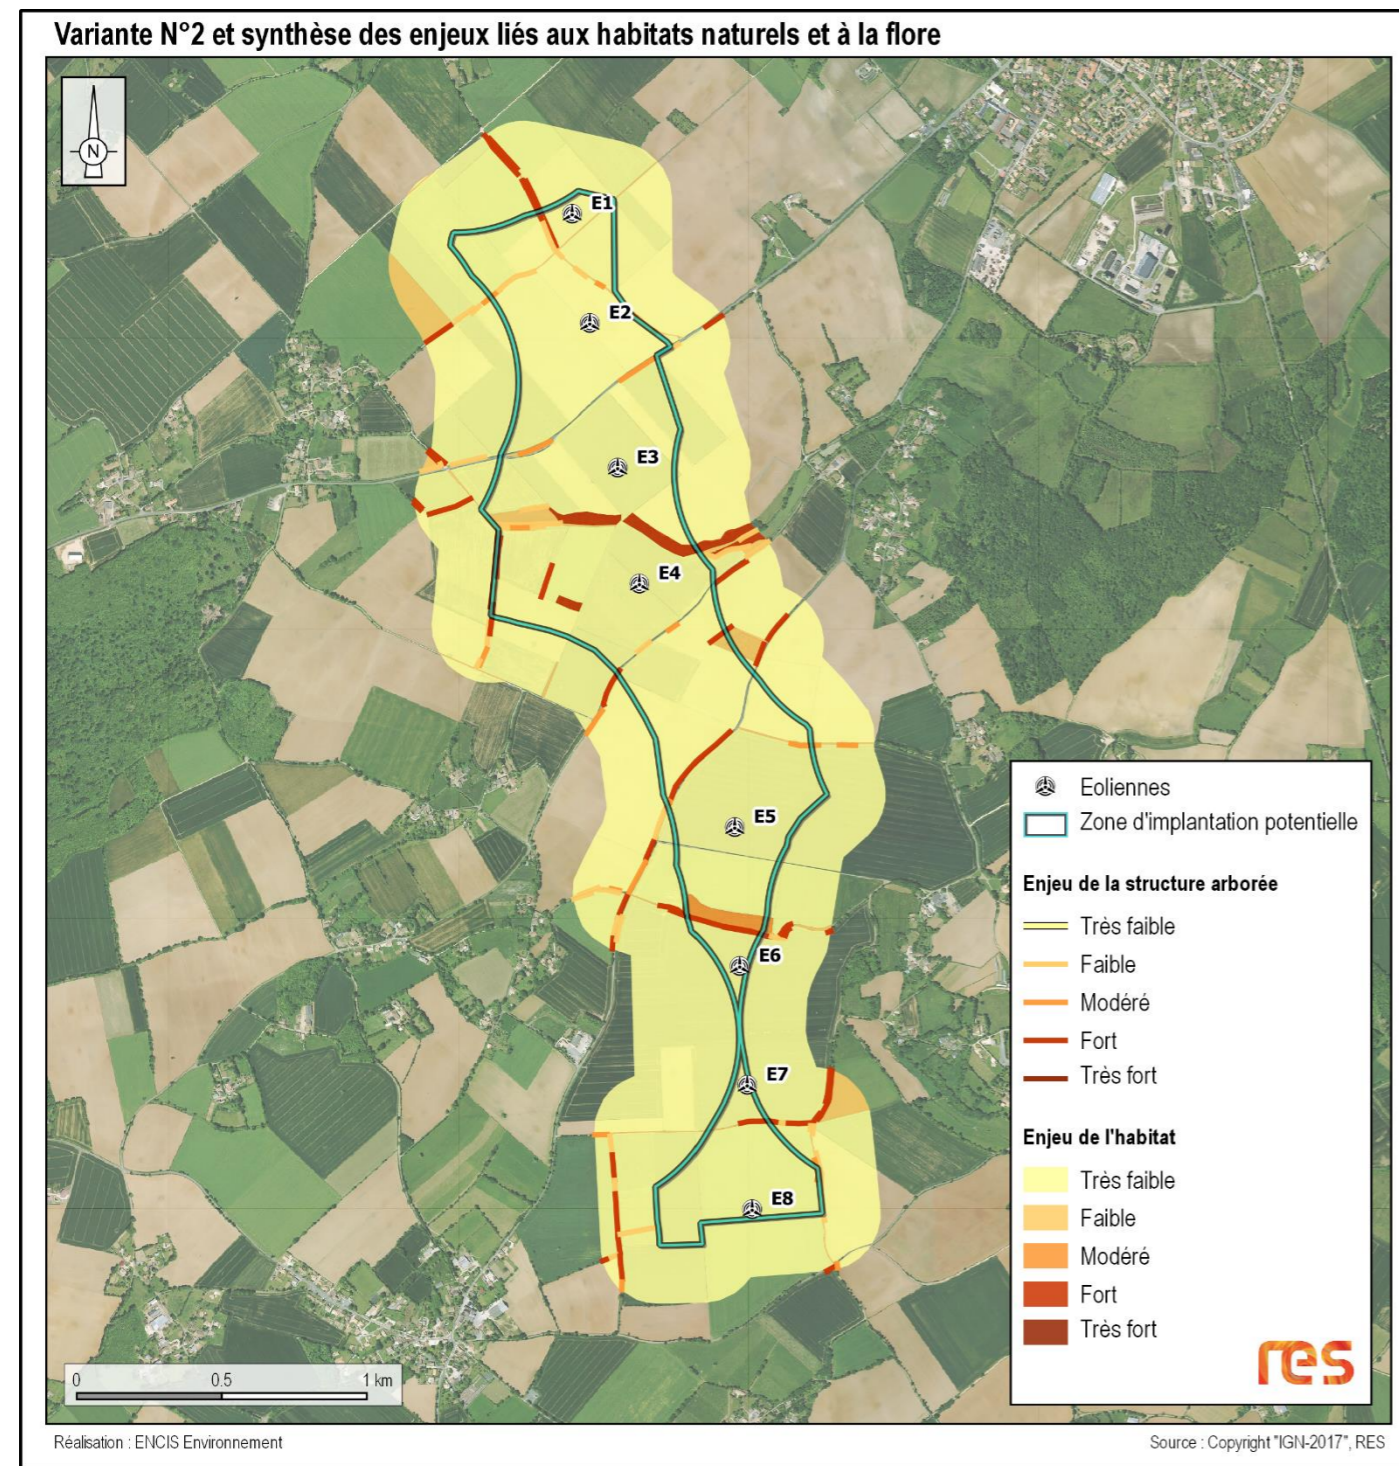 Variante N°2 et synthèse des enjeux liés aux habitats naturels et à la flore
N
E1
E2
E3
E4
E5
E6
E7
E8
Eoliennes
Zone d'implantation potentielle
Enjeu de la structure arborée
Très faible
Faible
Modéré
Fort
Très fort
Enjeu de l'habitat
Très faible
Faible
Modéré
Fort
Très fort
res
0 0.5 1 km
Réalisation : ENCIS Environnement
Source : Copyright "IGN-2017", RES